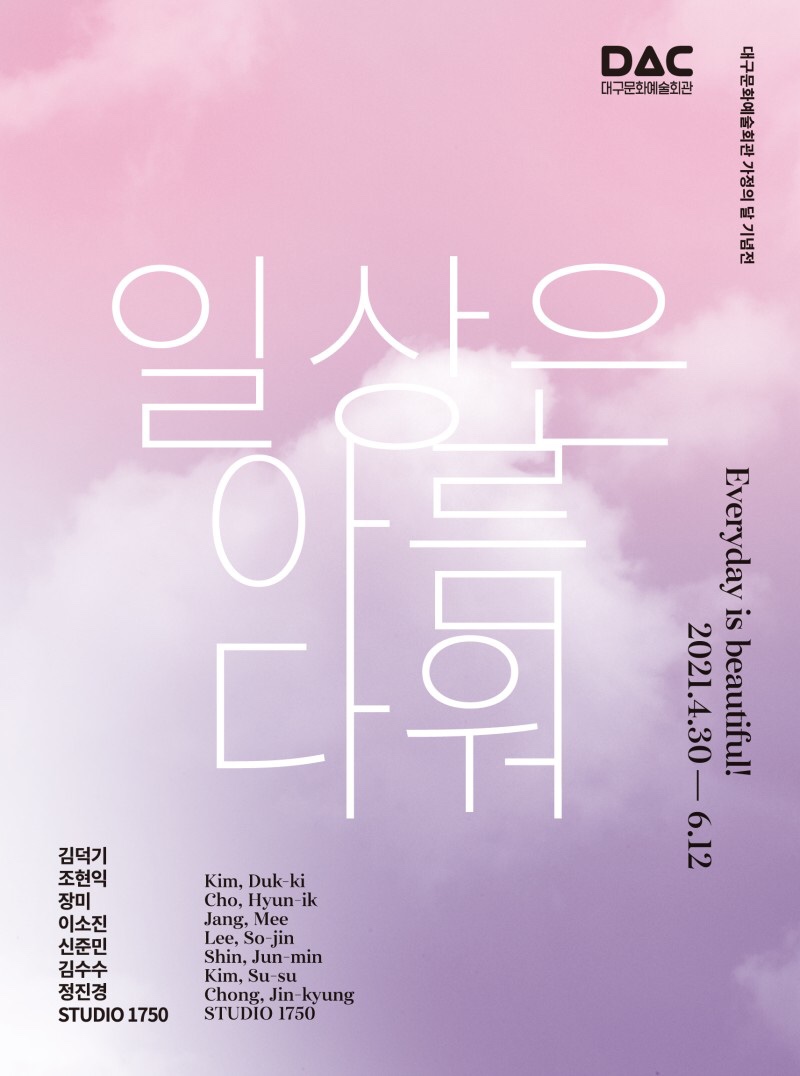 DAC
대구문화예술회관
대구문화예술회관 가정의 달 기념전
일상은
아름
다워
Everyday is beautiful!
2021.4.30 — 6.12
김덕기
조현익
장미
이소진
신준민
김수수
정진경
STUDIO 1750
Kim, Duk-ki
Cho, Hyun-ik
Jang, Mee
Lee, So-jin
Shin, Jun-min
Kim, Su-su
Chong, Jin-kyung
STUDIO 1750